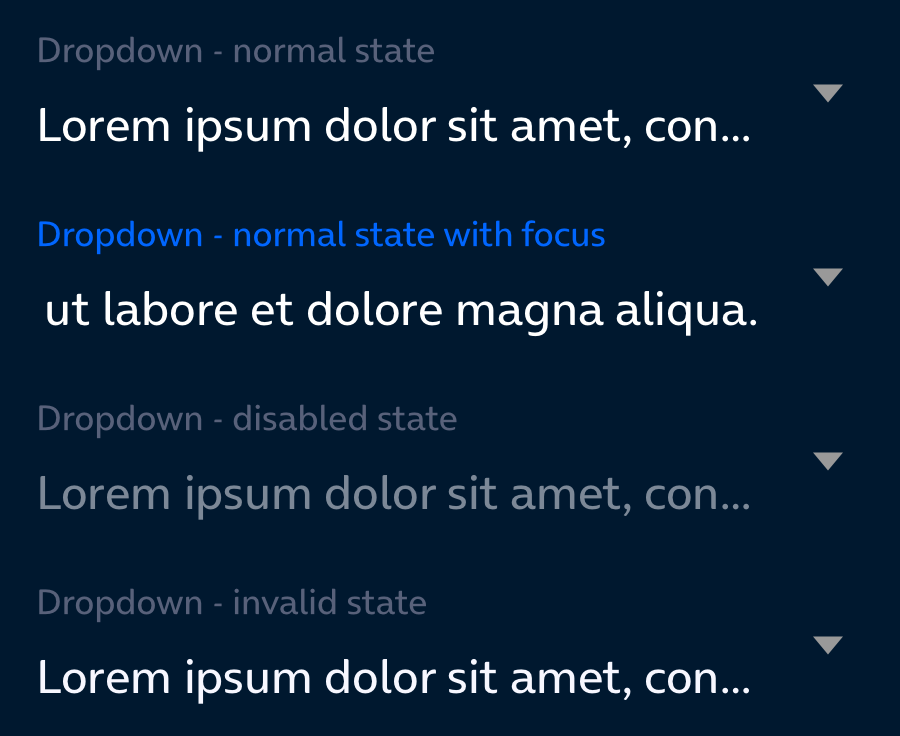 Dropdown - normal state
Lorem ipsum dolor sit amet, con...
Dropdown - normal state with focus
ut labore et dolore magna aliqua.
Dropdown - disabled state
Lorem ipsum dolor sit amet, con...
Dropdown - invalid state
Lorem ipsum dolor sit amet, con...